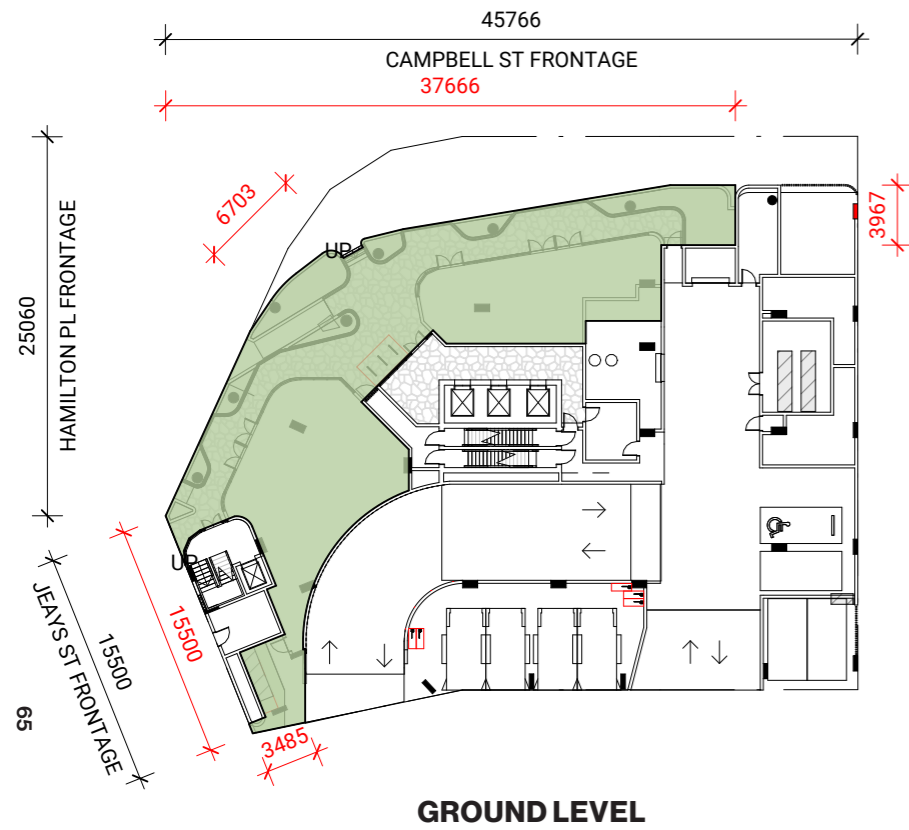 45766
CAMPBELL ST FRONTAGE
37666
6703
3967
UP
25060
HAMILTON PL FRONTAGE
UP
15500
15500
JEAYS ST FRONTAGE
65
3485
GROUND LEVEL